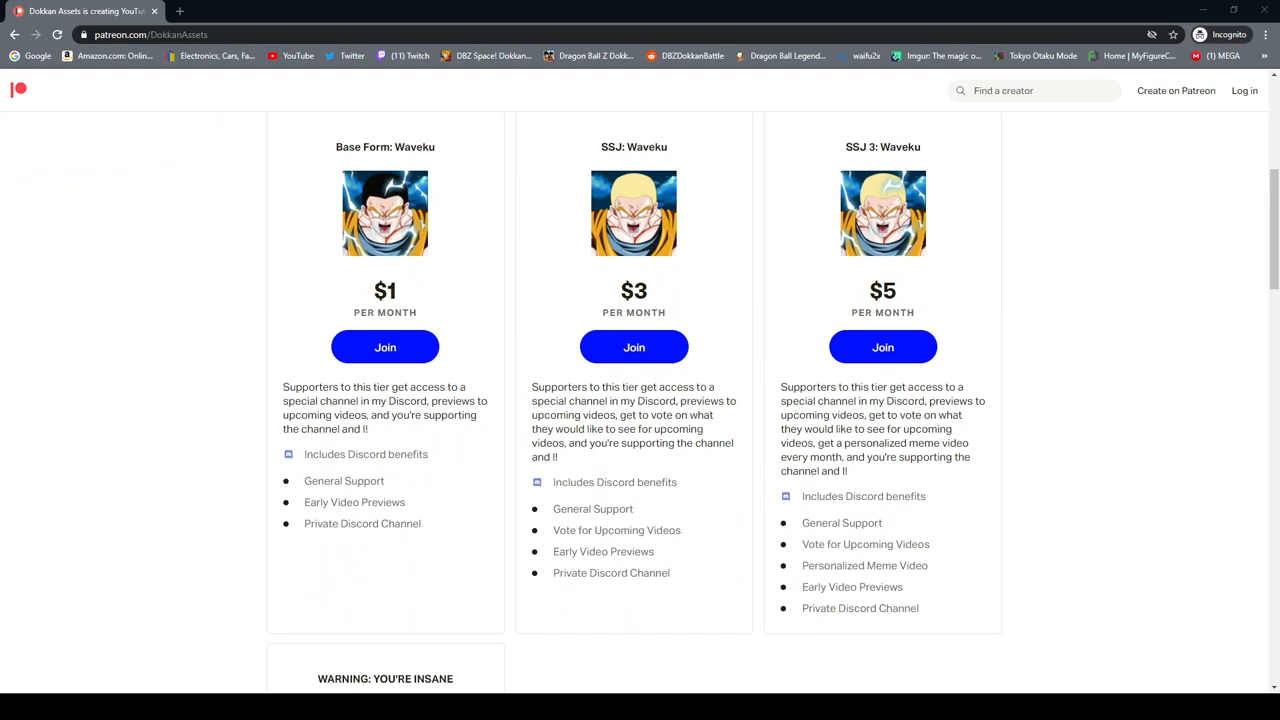 Dokkan Assets is creating YouTu
patreon.com/DokkanAssets
Incognito
Google
Amazon.com: Onlin...
Electronics, Cars, Fa...
YouTube
Twitter
(11) Twitch
DBZ Space! Dokkan...
Dragon Ball Z Dokk...
DBZDokkanBattle
Dragon Ball Legend...
waifu2x
Imgur: The magic o...
Tokyo Otaku Mode
Home | MyFigureC...
(1) MEGA
Find a creator
Create on Patreon
Log in
Base Form: Waveku
$1
PER MONTH
Join
Supporters to this tier get access to a
special channel in my Discord, previews to
upcoming videos, and you're supporting
the channel and I!
Includes Discord benefits
General Support
Early Video Previews
Private Discord Channel
SSJ: Waveku
$3
PER MONTH
Join
Supporters to this tier get access to a
special channel in my Discord, previews to
upcoming videos, get to vote on what
they would like to see for upcoming
videos, and you're supporting the channel
and I!
Includes Discord benefits
General Support
Vote for Upcoming Videos
Early Video Previews
Private Discord Channel
SSJ 3: Waveku
$5
PER MONTH
Join
Supporters to this tier get access to a
special channel in my Discord, previews to
upcoming videos, get to vote on what
they would like to see for upcoming
videos, get a personalized meme video
every month, and you're supporting the
channel and I!
Includes Discord benefits
General Support
Vote for Upcoming Videos
Personalized Meme Video
Early Video Previews
Private Discord Channel
WARNING: YOU'RE INSANE